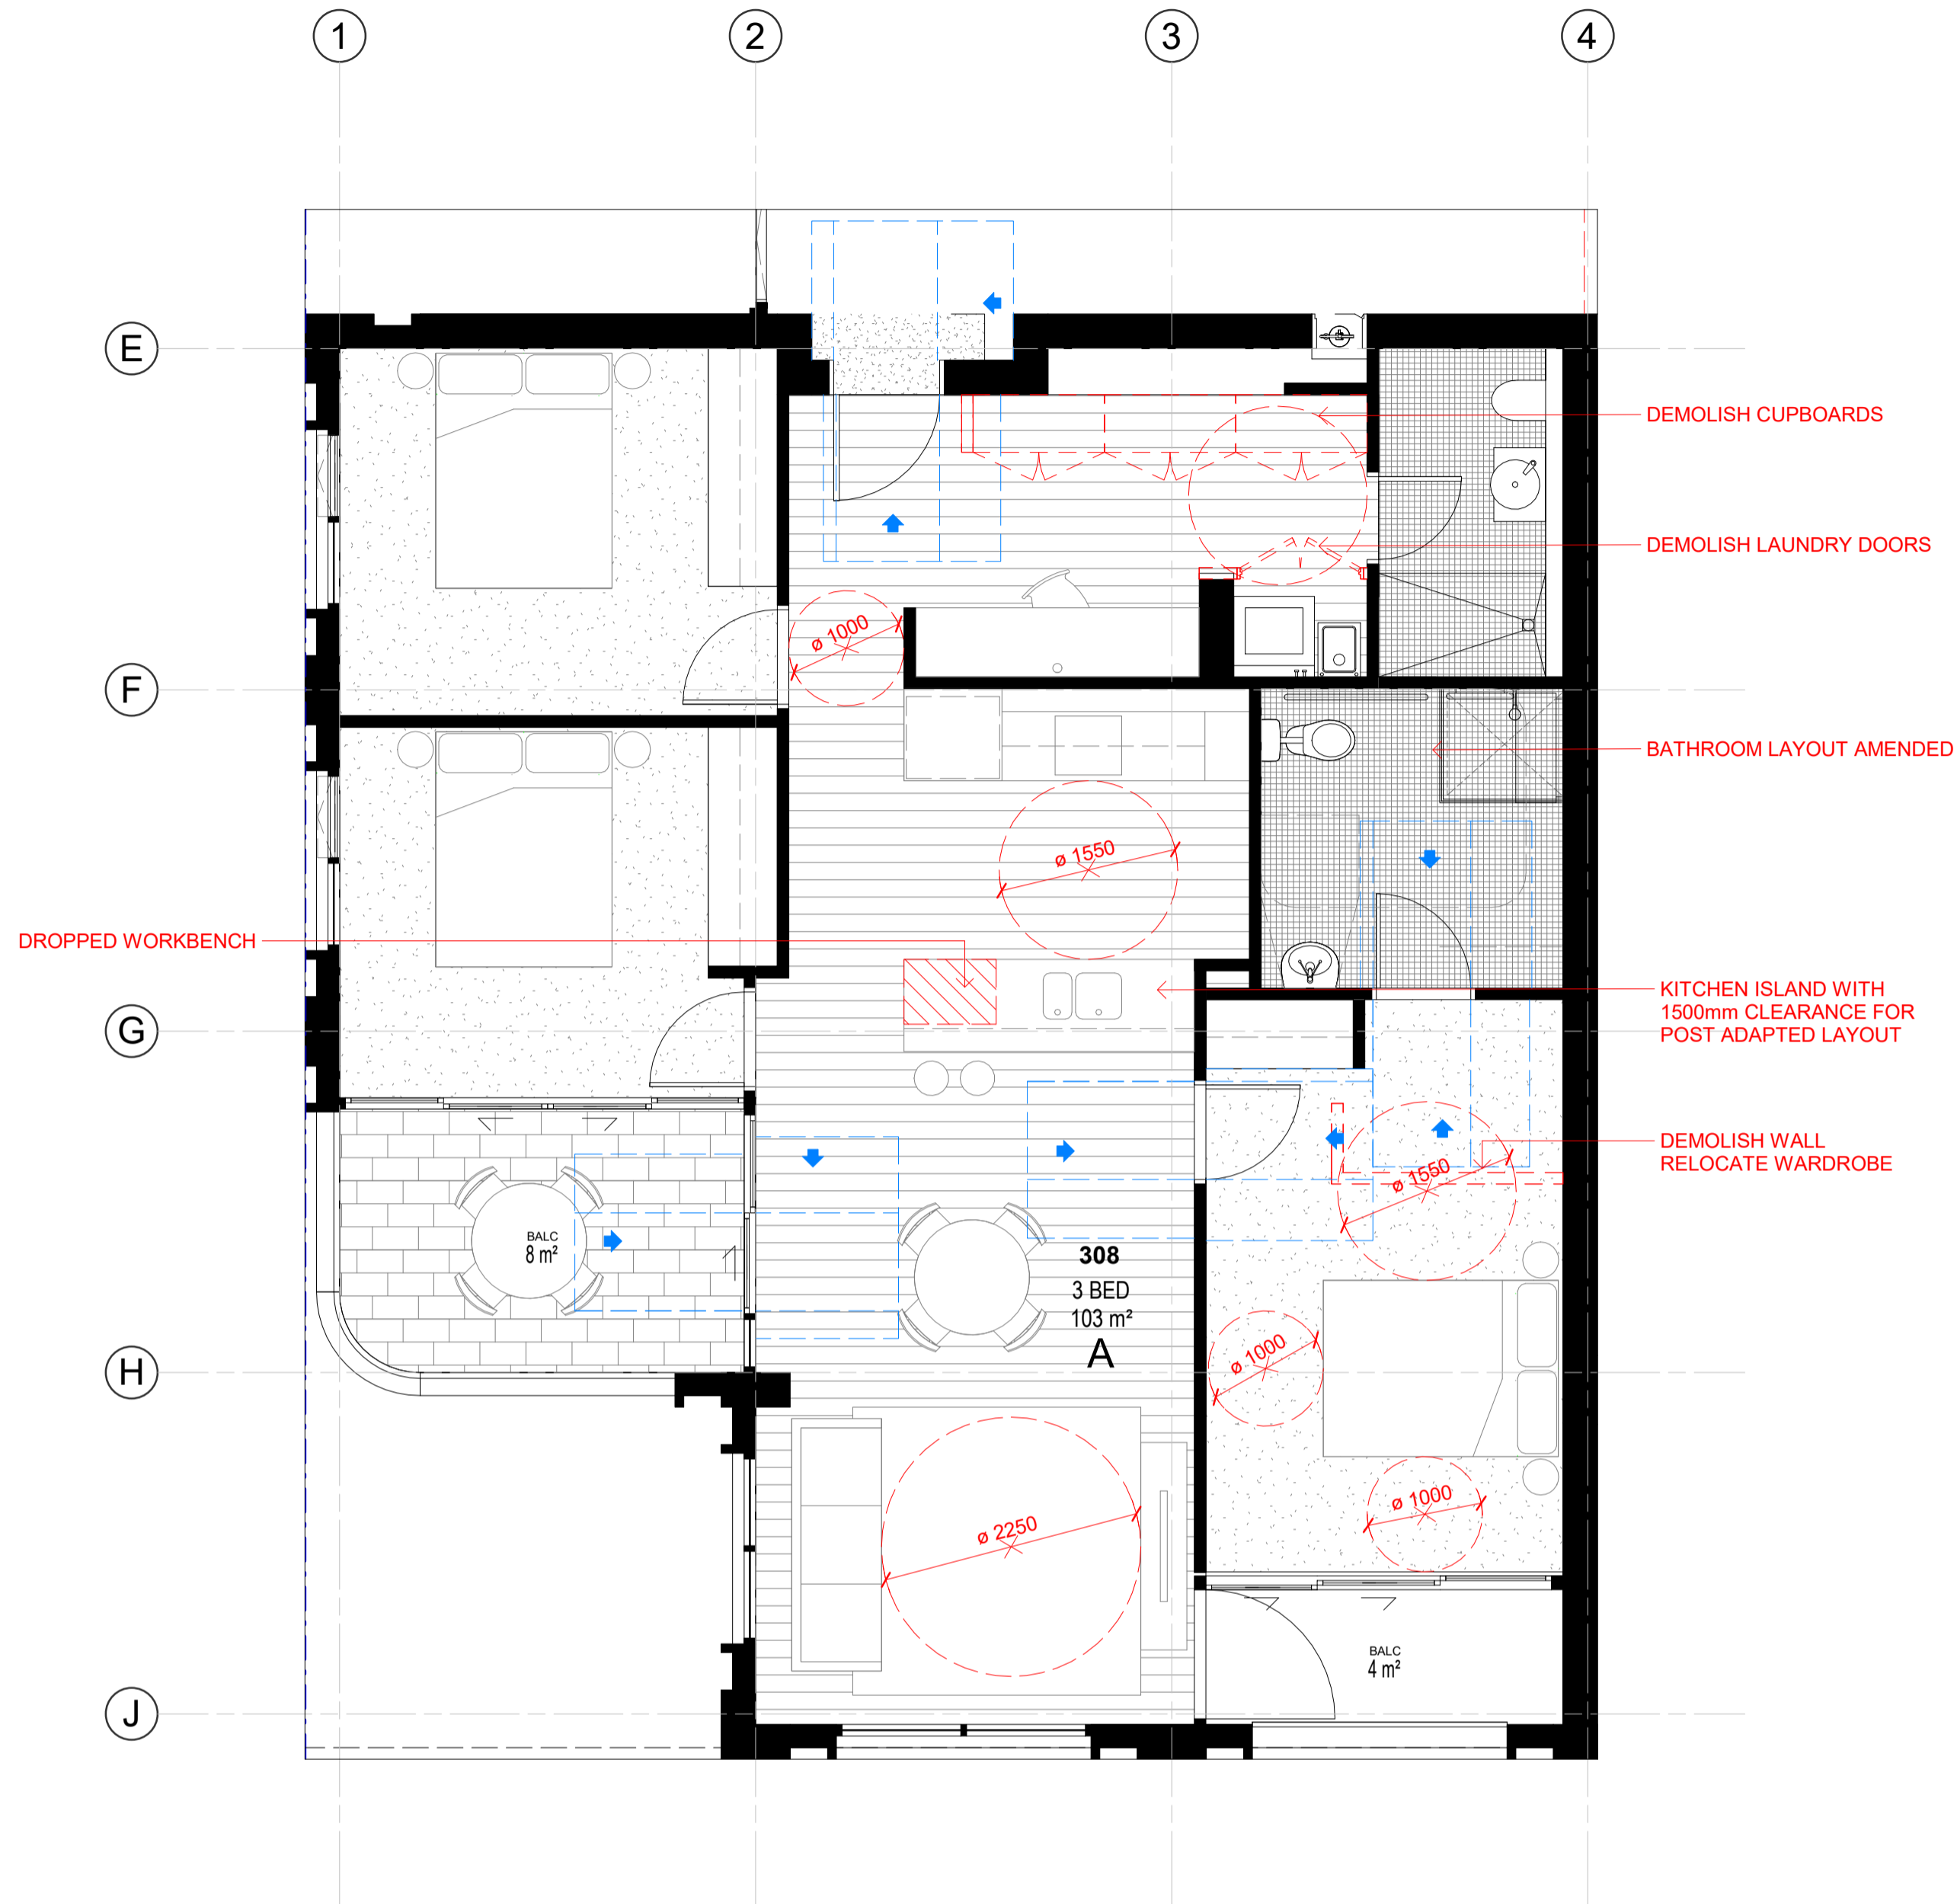 1
2
3
4
E
DEMOLISH CUPBOARDS
DEMOLISH LAUNDRY DOORS
ø 1000
F
BATHROOM LAYOUT AMENDED
ø 1550
DROPPED WORKBENCH
KITCHEN ISLAND WITH
1500mm CLEARANCE FOR
POST ADAPTED LAYOUT
G
DEMOLISH WALL
RELOCATE WARDROBE
ø 1550
BALC
8 m²
308
3 BED
103 m²
A
H
ø 1000
ø 1000
ø 2250
BALC
4 m²
J